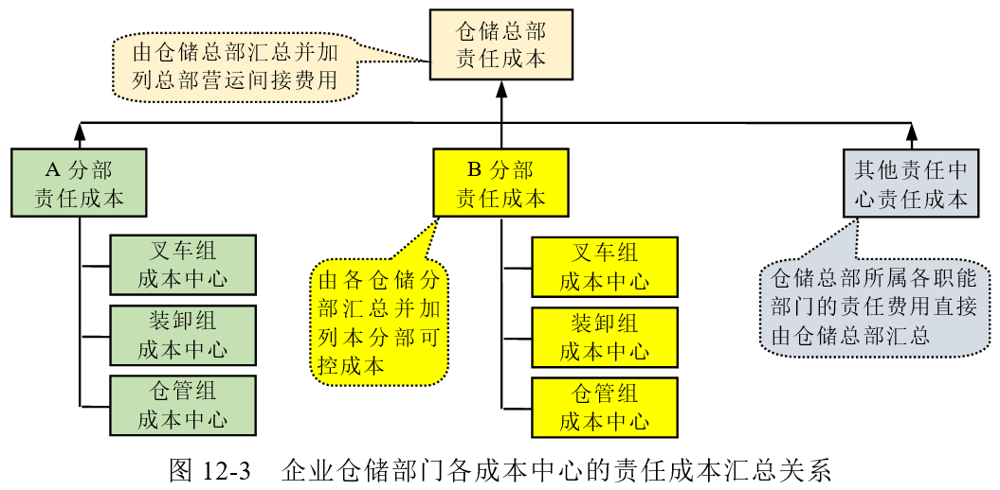 仓储总部
责任成本
由仓储总部汇总并加
列总部营运间接费用
A 分部
责任成本
B 分部
责任成本
其他责任中
心责任成本
叉车组
成本中心
装卸组
成本中心
仓管组
成本中心
由各仓储分
部汇总并加
列本分部可
控成本
叉车组
成本中心
装卸组
成本中心
仓管组
成本中心
仓储总部所属各职能
部门的责任费用直接
由仓储总部汇总
图 12-3 企业仓储部门各成本中心的责任成本汇总关系